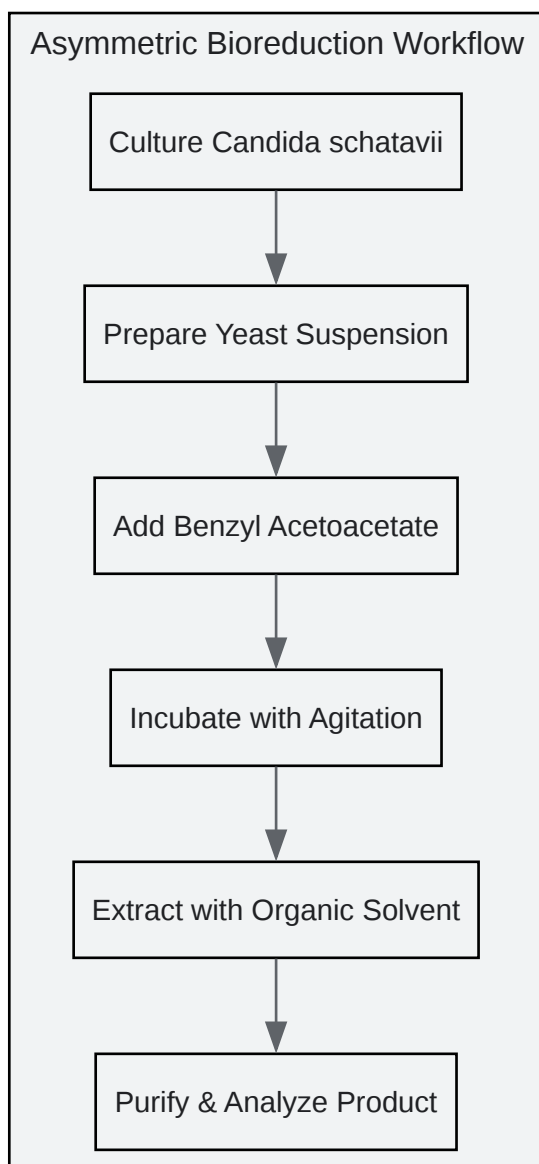 Asymmetric Bioreduction Workflow
Culture Candida schatavii
Prepare Yeast Suspension
Add Benzyl Acetoacetate
Incubate with Agitation
Extract with Organic Solvent
Purify & Analyze Product